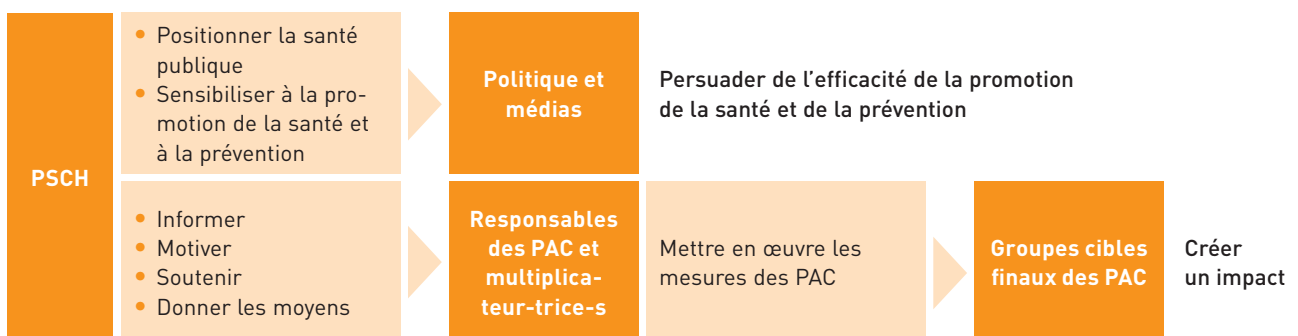 PSCH
• Positionner la santé
publique
• Sensibiliser à la pro-
motion de la santé et
à la prévention
Politique et
médias
Persuader de l’efficacité de la promotion
de la santé et de la prévention
• Informer
• Motiver
• Soutenir
• Donner les moyens
Responsables
des PAC et
multiplica-
teur-trice-s
Mettre en œuvre les
mesures des PAC
Groupes cibles
finaux des PAC
Créer
un impact